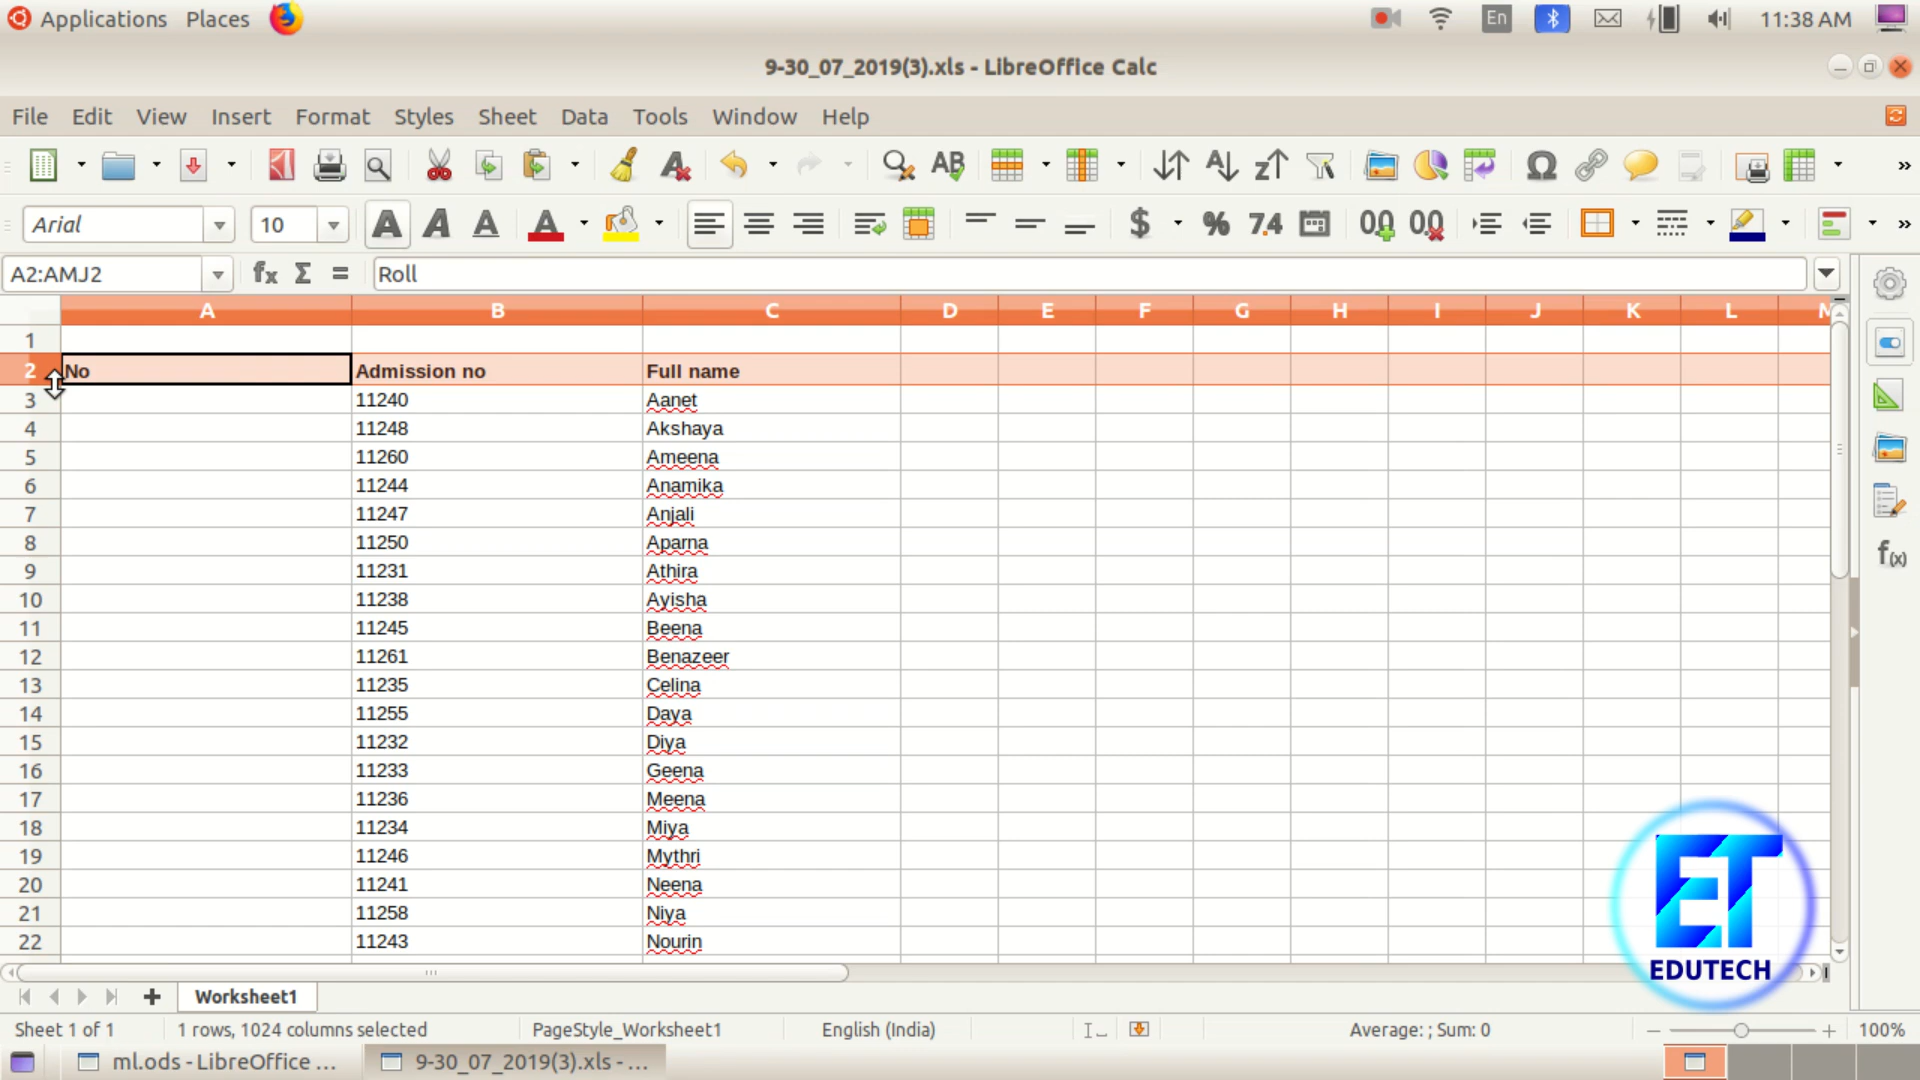 Applications Places En 11:38 AM
9-30_07_2019(3).xls - LibreOffice Calc
File Edit View Insert Format Styles Sheet Data Tools Window Help
Arial 10 $ % 7.4
A2:AMJ2 fx Σ = Roll
A B C D E F G H I J K L M
1
2 No Admission no Full name
3 11240 Aanet
4 11248 Akshaya
5 11260 Ameena
6 11244 Anamika
7 11247 Anjali
8 11250 Aparna
9 11231 Athira
10 11238 Ayisha
11 11245 Beena
12 11261 Benazeer
13 11235 Celina
14 11255 Daya
15 11232 Diya
16 11233 Geena
17 11236 Meena
18 11234 Miya
19 11246 Mythri
20 11241 Neena
21 11258 Niya
22 11243 Nourin
ET
EDUTECH
Worksheet1
Sheet 1 of 1 1 rows, 1024 columns selected PageStyle_Worksheet1 English (India) Average: ; Sum: 0 100%
ml.ods - LibreOffice ... 9-30_07_2019(3).xls - ...